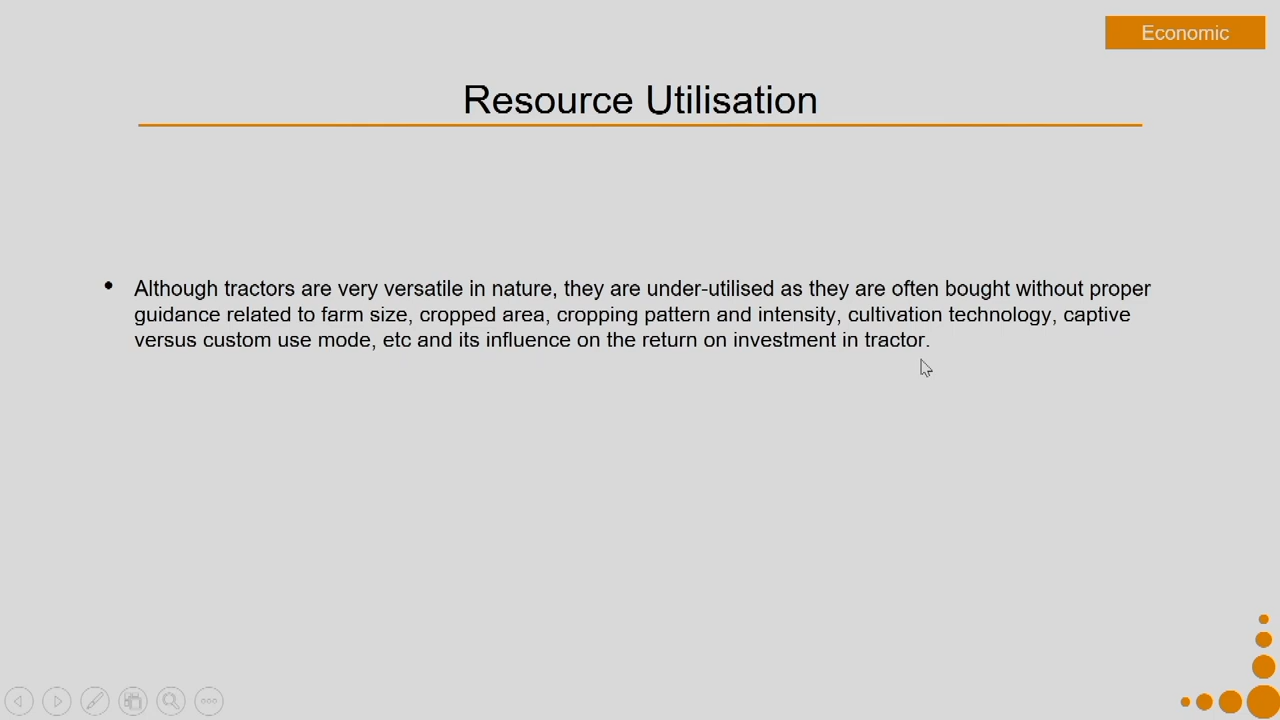 Economic
Resource Utilisation
• Although tractors are very versatile in nature, they are under-utilised as they are often bought without proper
guidance related to farm size, cropped area, cropping pattern and intensity, cultivation technology, captive
versus custom use mode, etc and its influence on the return on investment in tractor.